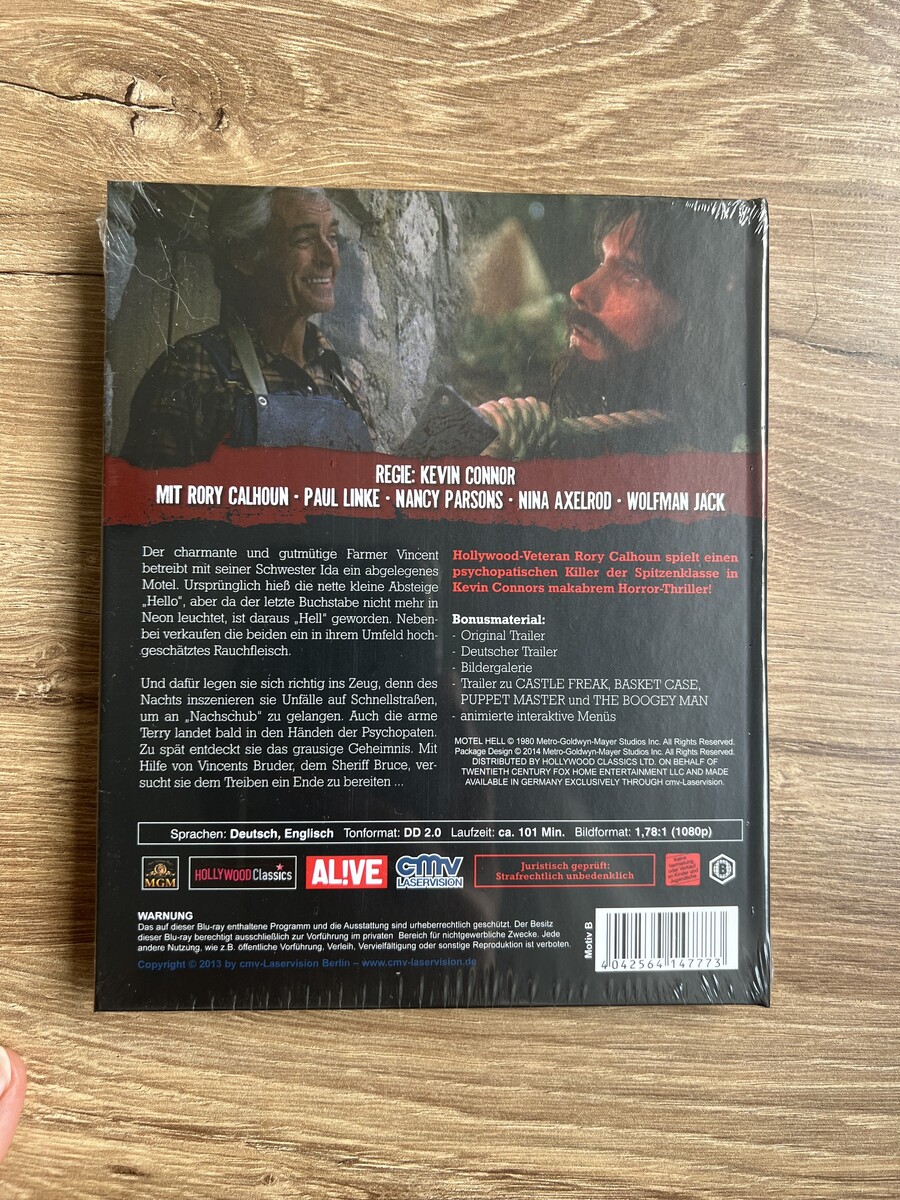 REGIE: KEVIN CONNOR
MIT RORY CALHOUN · PAUL LINKE · NANCY PARSONS · NINA AXELROD · WOLFMAN JACK
Der charmante und gutmütige Farmer Vincent
betreibt mit seiner Schwester Ida ein abgelegenes
Motel. Ursprünglich hieß die nette kleine Absteige
„Hello“, aber da der letzte Buchstabe nicht mehr in
Neon leuchtet, ist daraus „Hell“ geworden. Neben-
bei verkaufen die beiden ein in ihrem Umfeld hoch-
geschätztes Rauchfleisch.
Und dafür legen sie sich richtig ins Zeug, denn des
Nachts inszenieren sie Unfälle auf Schnellstraßen,
um an „Nachschub“ zu gelangen. Auch die arme
Terry landet bald in den Händen der Psychopaten.
Zu spät entdeckt sie das grausige Geheimnis. Mit
Hilfe von Vincents Bruder, dem Sheriff Bruce, ver-
sucht sie dem Treiben ein Ende zu bereiten ...
Hollywood-Veteran Rory Calhoun spielt einen
psychopatischen Killer der Spitzenklasse in
Kevin Connors makabrem Horror-Thriller!
Bonusmaterial:
- Original Trailer
- Deutscher Trailer
- Bildergalerie
- Trailer zu CASTLE FREAK, BASKET CASE,
PUPPET MASTER und THE BOOGEY MAN
- animierte interaktive Menüs
MOTEL HELL © 1980 Metro-Goldwyn-Mayer Studios Inc. All Rights Reserved.
Package Design © 2014 Metro-Goldwyn-Mayer Studios Inc. All Rights Reserved.
DISTRIBUTED BY HOLLYWOOD CLASSICS LTD. ON BEHALF OF
TWENTIETH CENTURY FOX HOME ENTERTAINMENT LLC AND MADE
AVAILABLE IN GERMANY EXCLUSIVELY THROUGH cmv-Laservision.
Sprachen: Deutsch, Englisch Tonformat: DD 2.0 Laufzeit: ca. 101 Min. Bildformat: 1,78:1 (1080p)
MGM
HOLLYWOOD Classics
AL!VE
cmv
LASERVISION
Juristisch geprüft:
Strafrechtlich unbedenklich
Keine
Vermietung
oder Verkauf
an Kinder und
Jugendliche
B
WARNUNG
Das auf dieser Blu-ray enthaltene Programm und die Ausstattung sind urheberrechtlich geschützt. Der Besitz
dieser Blu-ray berechtigt ausschließlich zur Vorführung im privaten Bereich für nichtgewerbliche Zwecke. Jede
andere Nutzung, wie z.B. öffentliche Vorführung, Verleih, Vervielfältigung oder sonstige Reproduktion ist verboten.
Copyright © 2013 by cmv-Laservision Berlin – www.cmv-laservision.de
Motiv B
4 042564 147773